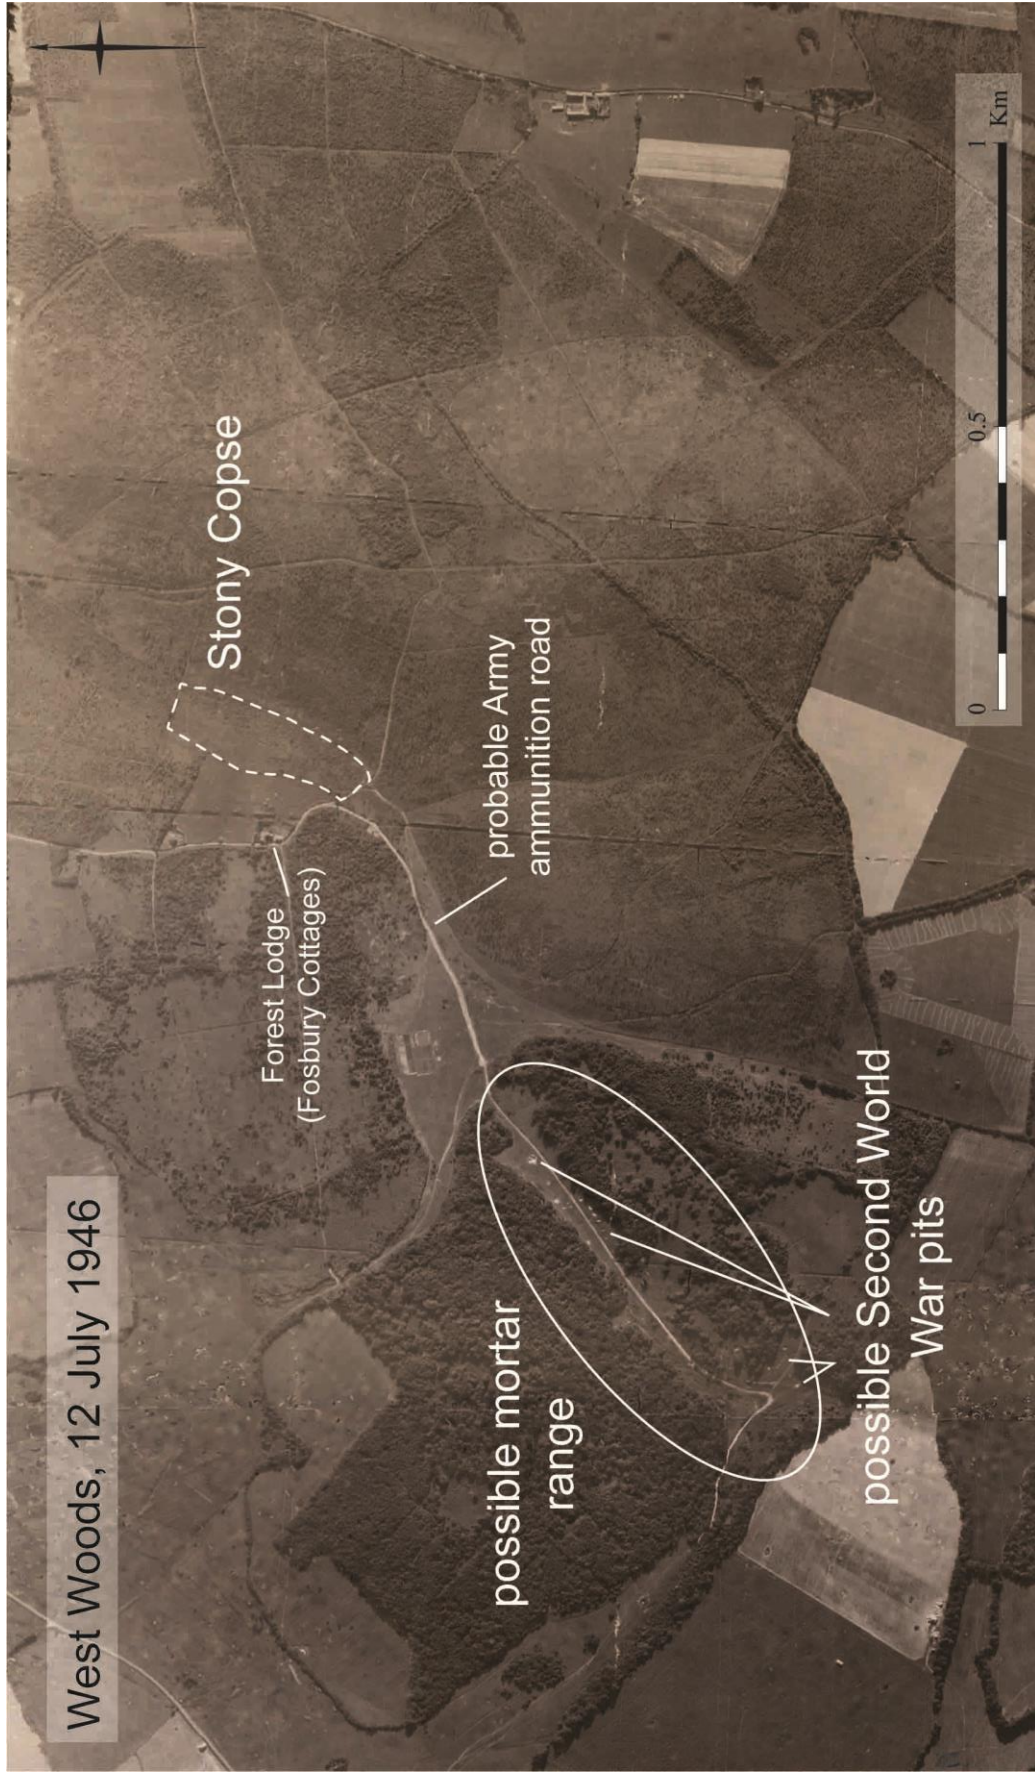 West Woods, 12 July 1946
Stony Copse
Forest Lodge
(Fosbury Cottages)
probable Army
ammunition road
possible mortar
range
possible Second World
War pits
0
0.5
1
Km